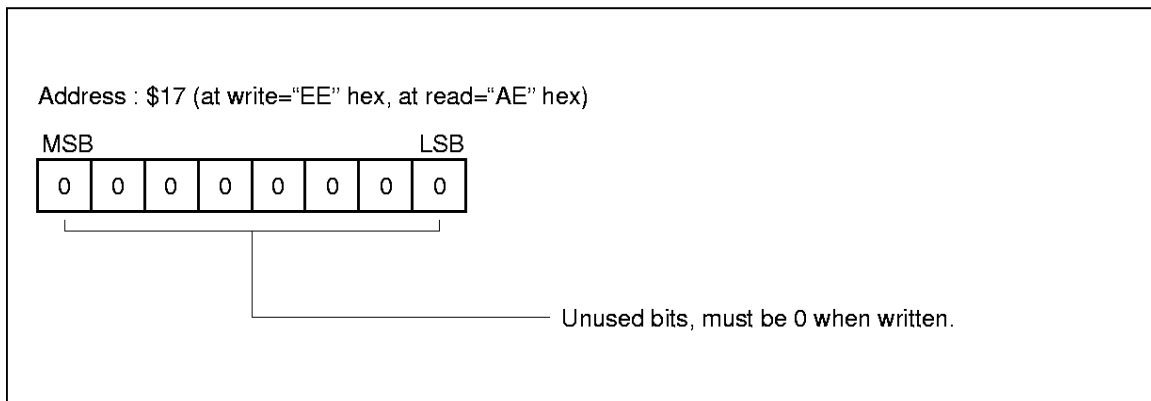 Address : $17 (at write=“EE” hex, at read=“AE” hex)
MSB LSB
0 0 0 0 0 0 0 0
Unused bits, must be 0 when written.